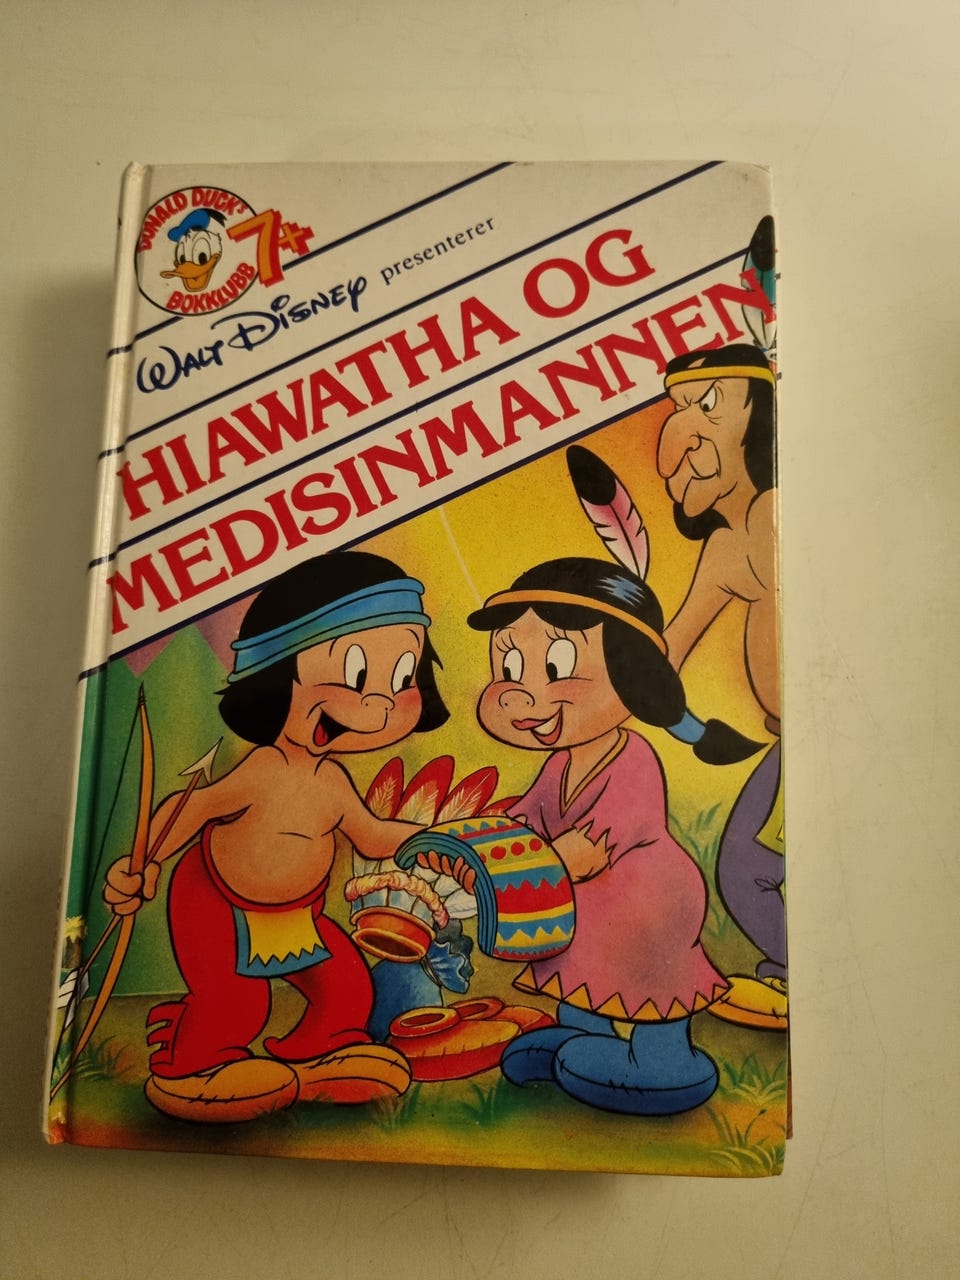 DONALD DUCK's
BOKKLUBB
7+
WALT DISNEY presenterer
HIAWATHA OG
MEDISINMANNEN